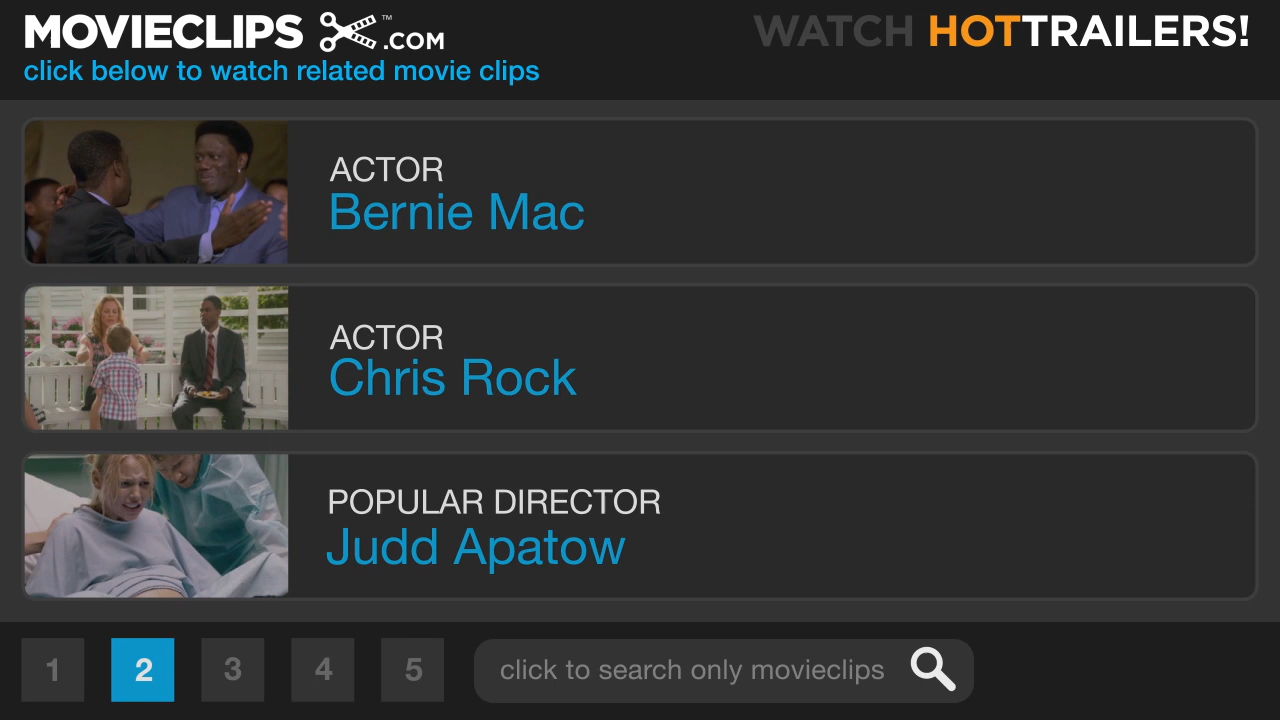 MOVIECLIPS ™ .COM
WATCH HOTTRAILERS!
click below to watch related movie clips
ACTOR
Bernie Mac
ACTOR
Chris Rock
POPULAR DIRECTOR
Judd Apatow
1 2 3 4 5 click to search only movieclips